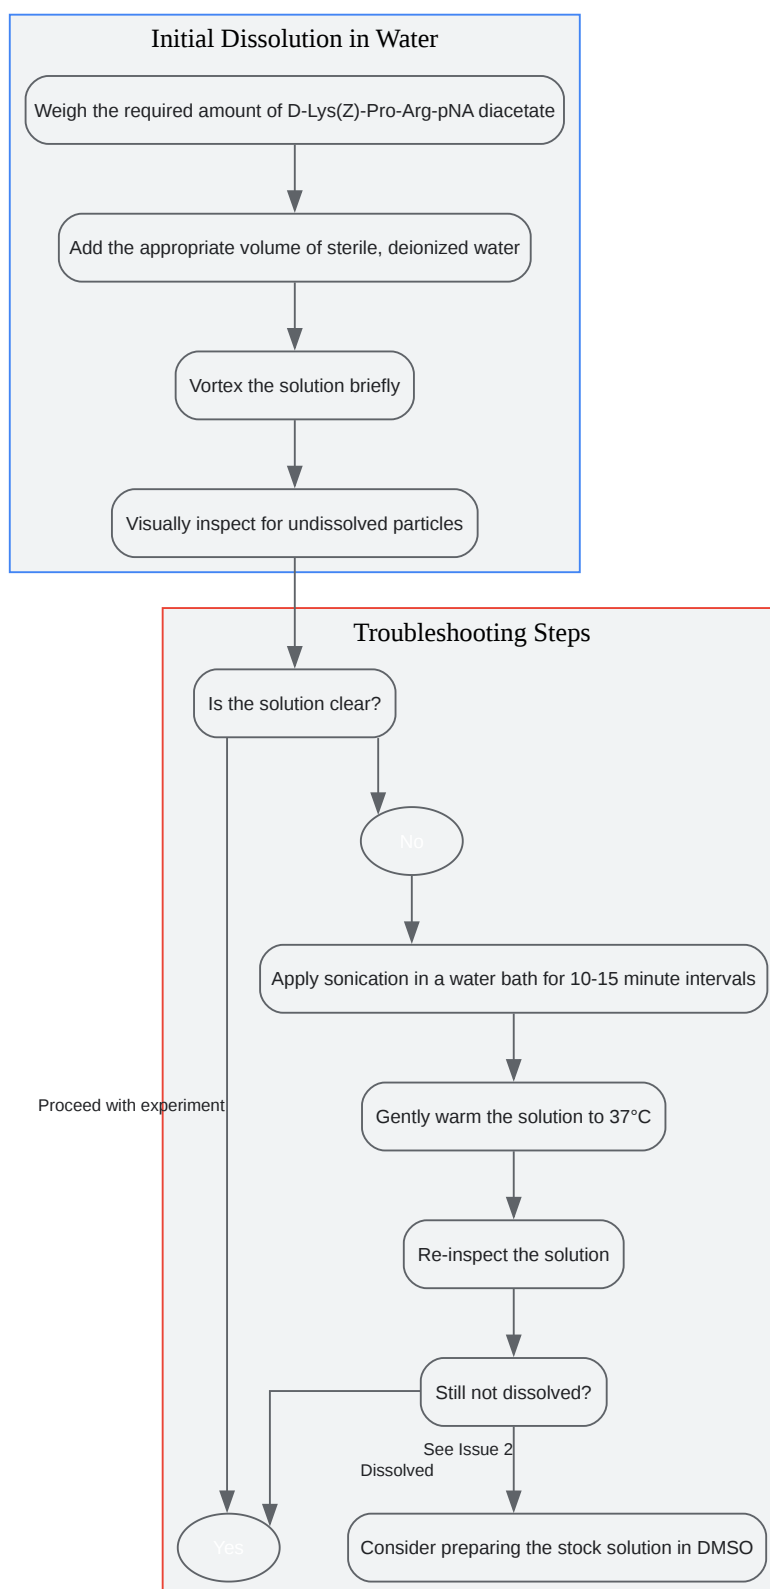 Initial Dissolution in Water
Weigh the required amount of D-Lys(Z)-Pro-Arg-pNA diacetate
Add the appropriate volume of sterile, deionized water
Vortex the solution briefly
Visually inspect for undissolved particles
Troubleshooting Steps
Is the solution clear?
No
Apply sonication in a water bath for 10-15 minute intervals
Proceed with experiment
Gently warm the solution to 37°C
Re-inspect the solution
Still not dissolved?
See Issue 2
Dissolved
Yes
Consider preparing the stock solution in DMSO